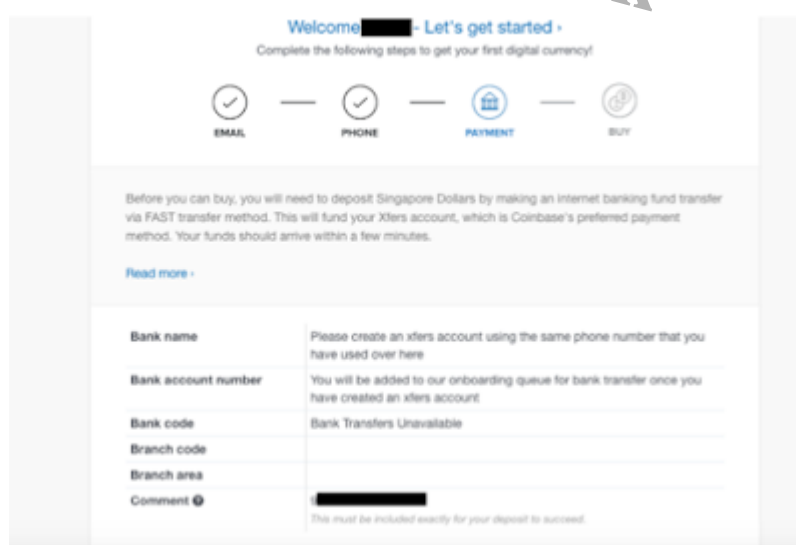 Welcome - Let's get started ›
Complete the following steps to get your first digital currency!
EMAIL
PHONE
PAYMENT
BUY
Before you can buy, you will need to deposit Singapore Dollars by making an internet banking fund transfer
via FAST transfer method. This will fund your Xfers account, which is Coinbase's preferred payment
method. Your funds should arrive within a few minutes.
Read more ›
Bank name
Please create an xfers account using the same phone number that you
have used over here
Bank account number
You will be added to our onboarding queue for bank transfer once you
have created an xfers account
Bank code
Bank Transfers Unavailable
Branch code
Branch area
Comment
This must be included exactly for your deposit to succeed.